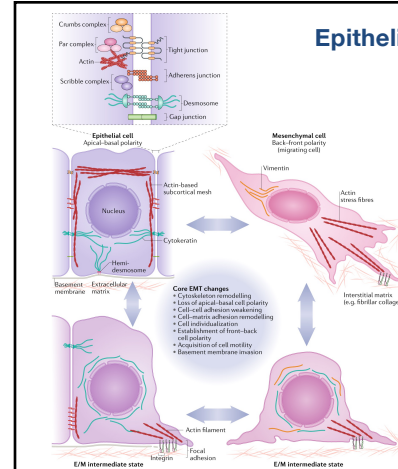 Epitheli
Crumbs complex
Par complex
Actin
Scribble complex
Tight junction
Adherens junction
Desmosome
Gap junction
Epithelial cell
Apical–basal polarity
Mesenchymal cell
Back–front polarity
(migrating cell)
Vimentin
Actin-based
subcortical mesh
Actin
stress fibres
Nucleus
Cytokeratin
Hemi-
desmosome
Basement
membrane
Extracellular
matrix
Interstitial matrix
(e.g. fibrillar collage
Core EMT changes
• Cytoskeleton remodelling
• Loss of apical–basal cell polarity
• Cell–cell adhesion weakening
• Cell–matrix adhesion remodelling
• Cell individualization
• Establishment of front–back
cell polarity
• Acquisition of cell motility
• Basement membrane invasion
Actin filament
Integrin
Focal
adhesion
E/M intermediate state
E/M intermediate state